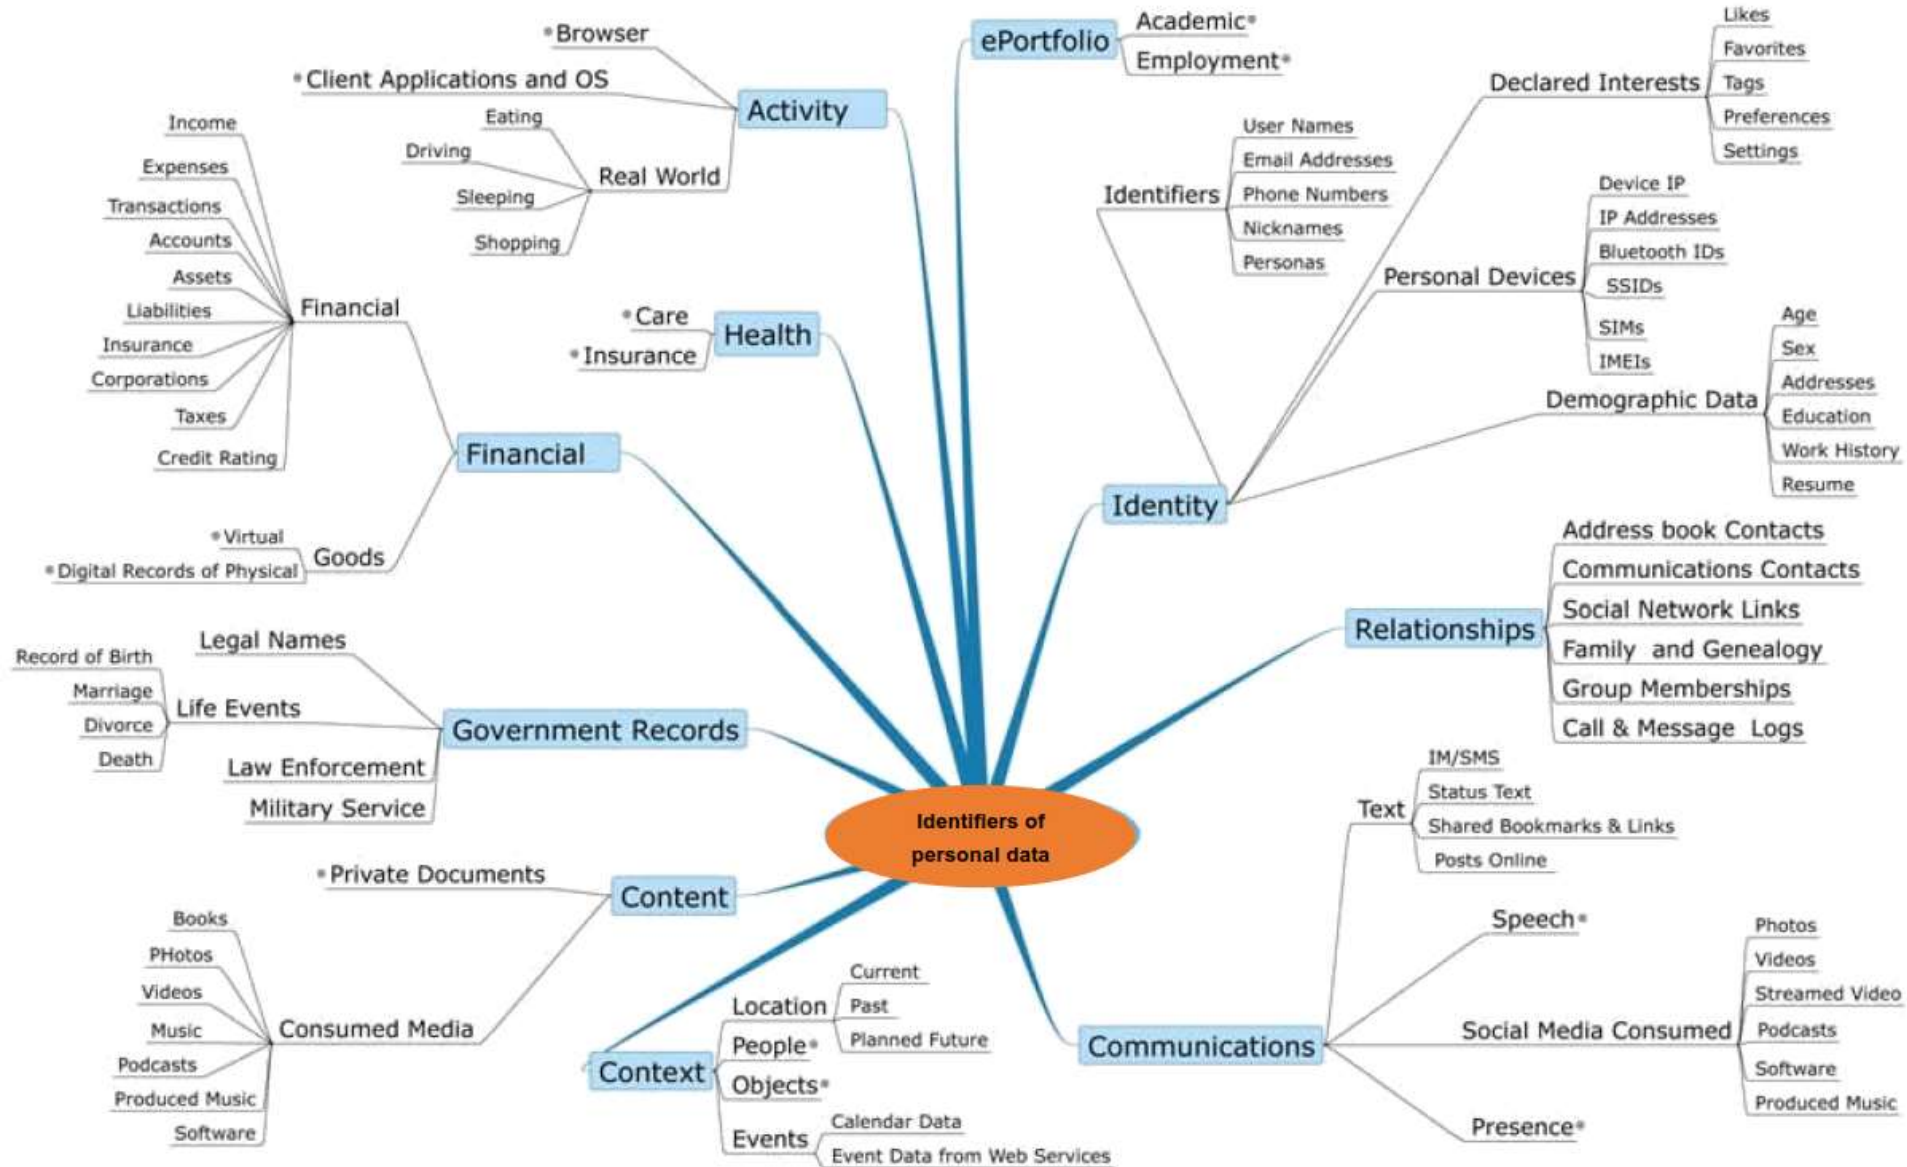 Identifiers of
personal data
ePortfolio
Academic
Employment
Activity
Browser
Client Applications and OS
Real World
Eating
Driving
Sleeping
Shopping
Health
Care
Insurance
Financial
Financial
Income
Expenses
Transactions
Accounts
Assets
Liabilities
Insurance
Corporations
Taxes
Credit Rating
Goods
Virtual
Digital Records of Physical
Government Records
Legal Names
Life Events
Record of Birth
Marriage
Divorce
Death
Law Enforcement
Military Service
Content
Private Documents
Consumed Media
Books
PHotos
Videos
Music
Podcasts
Produced Music
Software
Context
Location
Current
Past
Planned Future
People
Objects
Events
Calendar Data
Event Data from Web Services
Identity
Identifiers
User Names
Email Addresses
Phone Numbers
Nicknames
Personas
Declared Interests
Likes
Favorites
Tags
Preferences
Settings
Personal Devices
Device IP
IP Addresses
Bluetooth IDs
SSIDs
SIMs
IMEIs
Demographic Data
Age
Sex
Addresses
Education
Work History
Resume
Relationships
Address book Contacts
Communications Contacts
Social Network Links
Family and Genealogy
Group Memberships
Call & Message Logs
Communications
Text
IM/SMS
Status Text
Shared Bookmarks & Links
Posts Online
Speech
Social Media Consumed
Photos
Videos
Streamed Video
Podcasts
Software
Produced Music
Presence